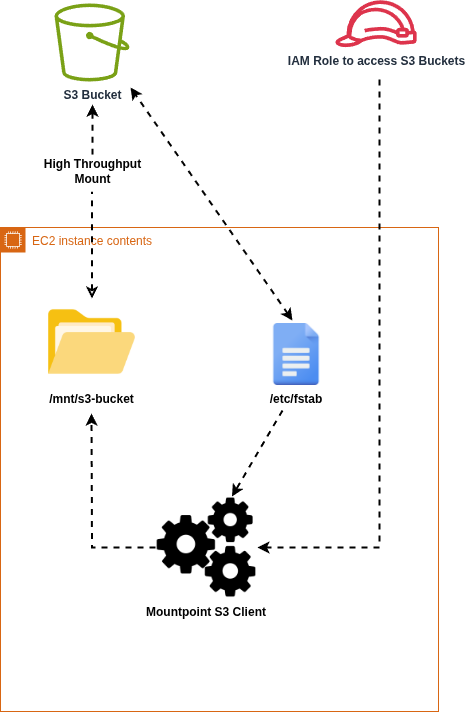 IAM Role to access S3 Buckets
S3 Bucket
High Throughput
Mount
EC2 instance contents
/mnt/s3-bucket
/etc/fstab
Mountpoint S3 Client